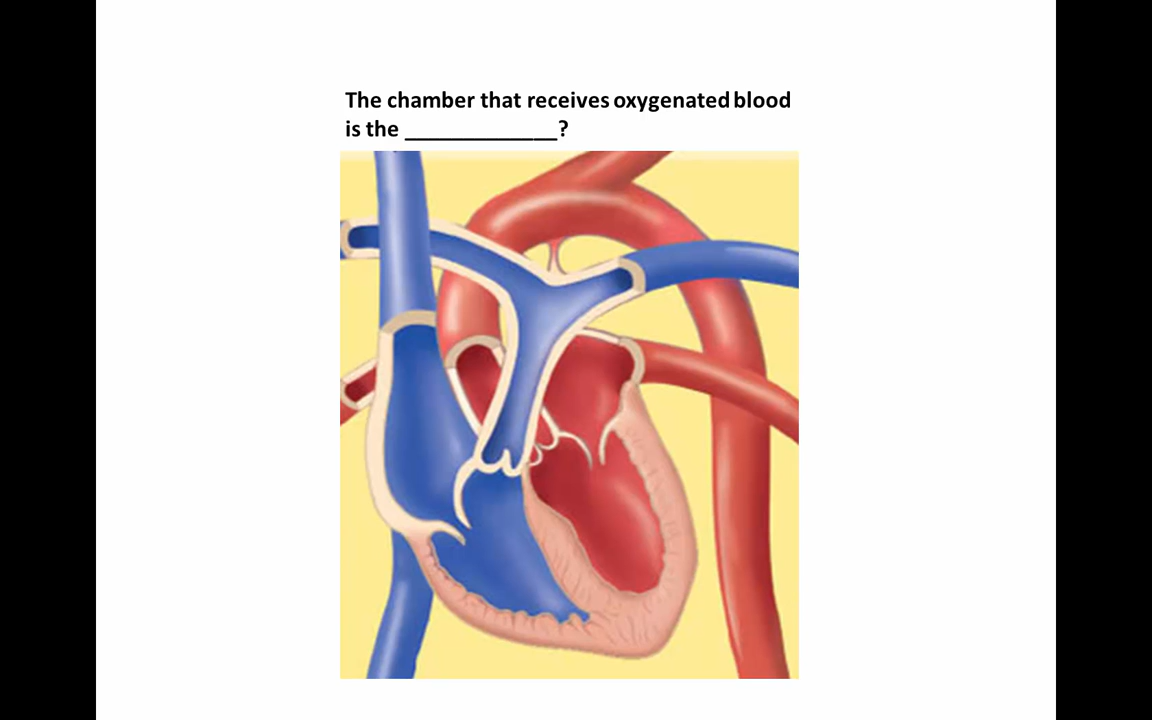 The chamber that receives oxygenated blood
is the _____________?